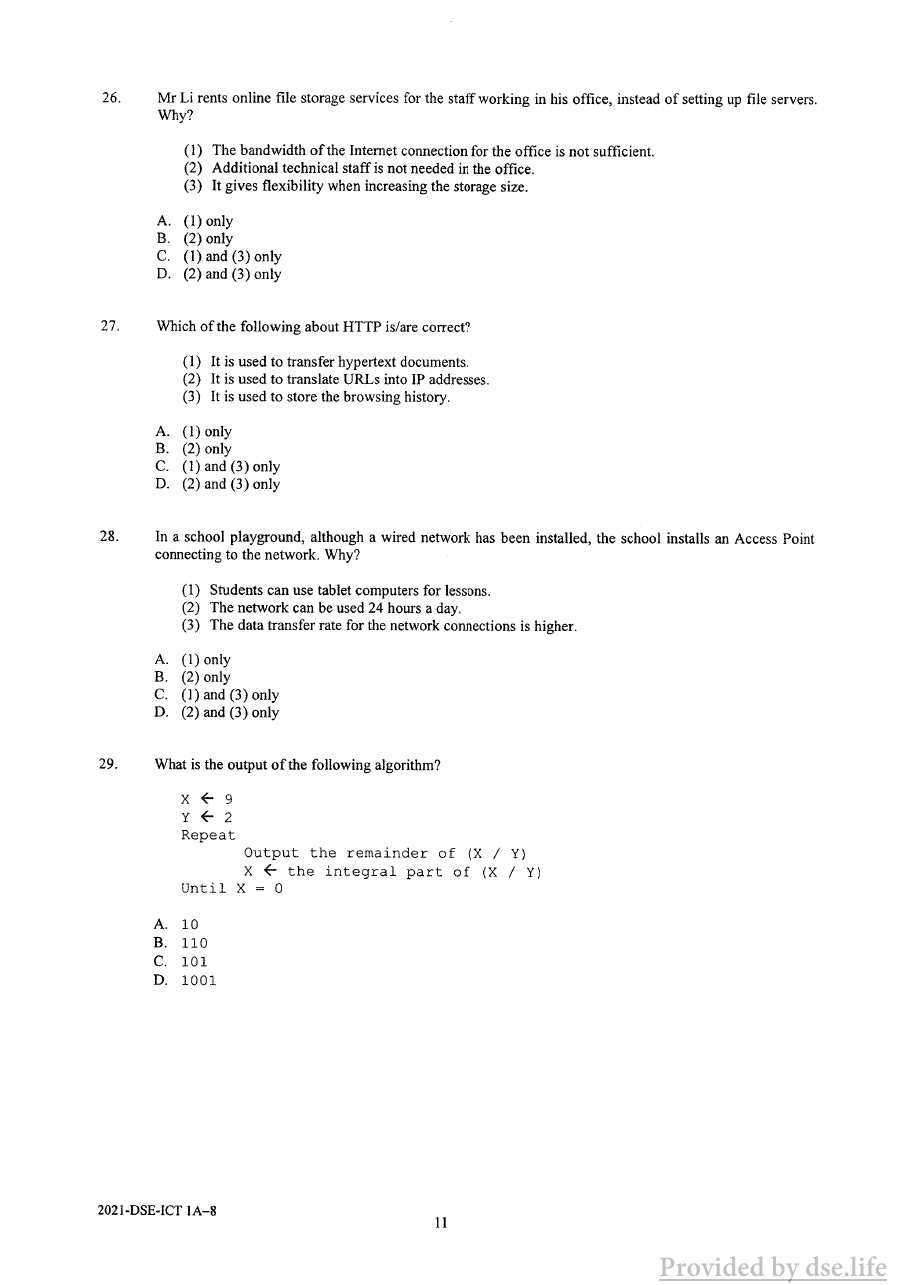 26. Mr Li rents online file storage services for the staff working in his office, instead of setting up file servers.
Why?
(1) The bandwidth of the Internet connection for the office is not sufficient.
(2) Additional technical staff is not needed in the office.
(3) It gives flexibility when increasing the storage size.
A. (1) only
B. (2) only
C. (1) and (3) only
D. (2) and (3) only
27. Which of the following about HTTP is/are correct?
(1) It is used to transfer hypertext documents.
(2) It is used to translate URLs into IP addresses.
(3) It is used to store the browsing history.
A. (1) only
B. (2) only
C. (1) and (3) only
D. (2) and (3) only
28. In a school playground, although a wired network has been installed, the school installs an Access Point
connecting to the network. Why?
(1) Students can use tablet computers for lessons.
(2) The network can be used 24 hours a day.
(3) The data transfer rate for the network connections is higher.
A. (1) only
B. (2) only
C. (1) and (3) only
D. (2) and (3) only
29. What is the output of the following algorithm?
X ← 9
Y ← 2
Repeat
Output the remainder of (X / Y)
X ← the integral part of (X / Y)
Until X = 0
A. 10
B. 110
C. 101
D. 1001
2021-DSE-ICT 1A–8
11
Provided by dse.life